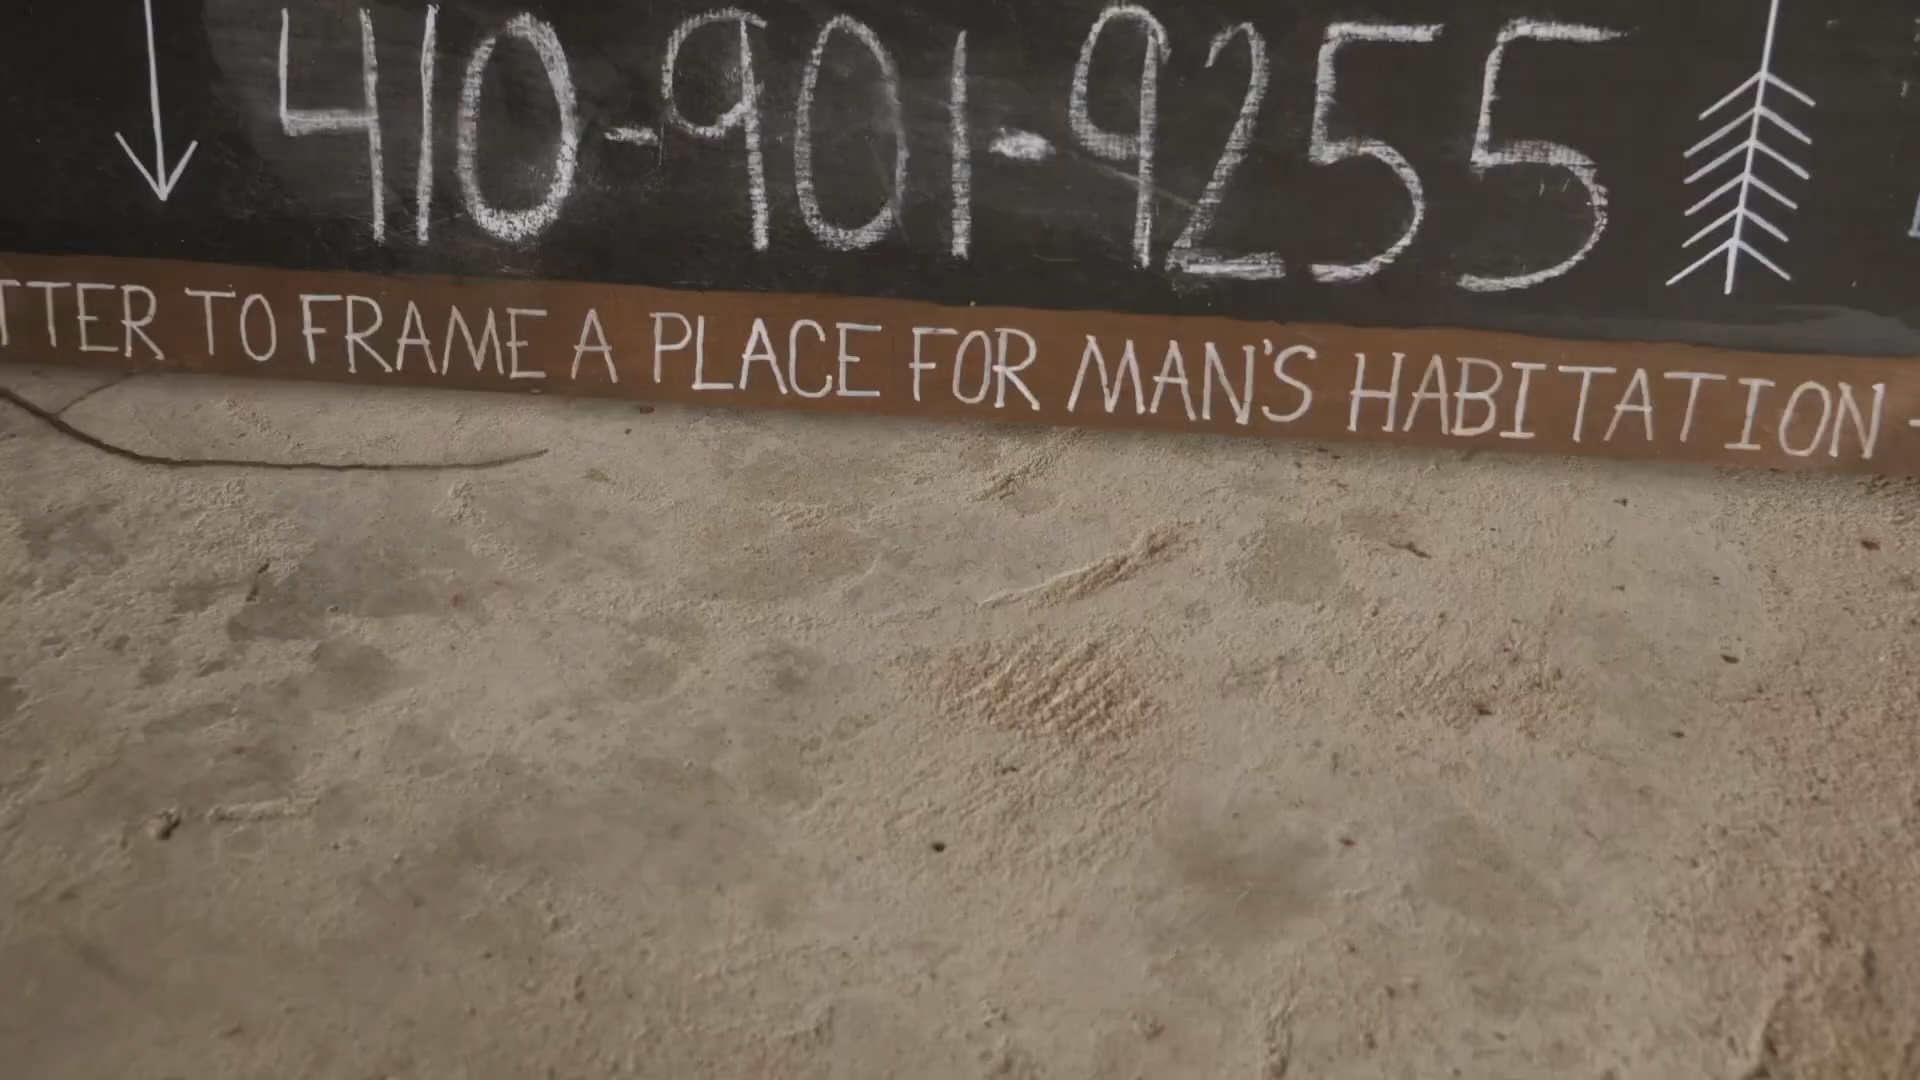 410-901-9255
TTER TO FRAME A PLACE FOR MAN'S HABITATION -